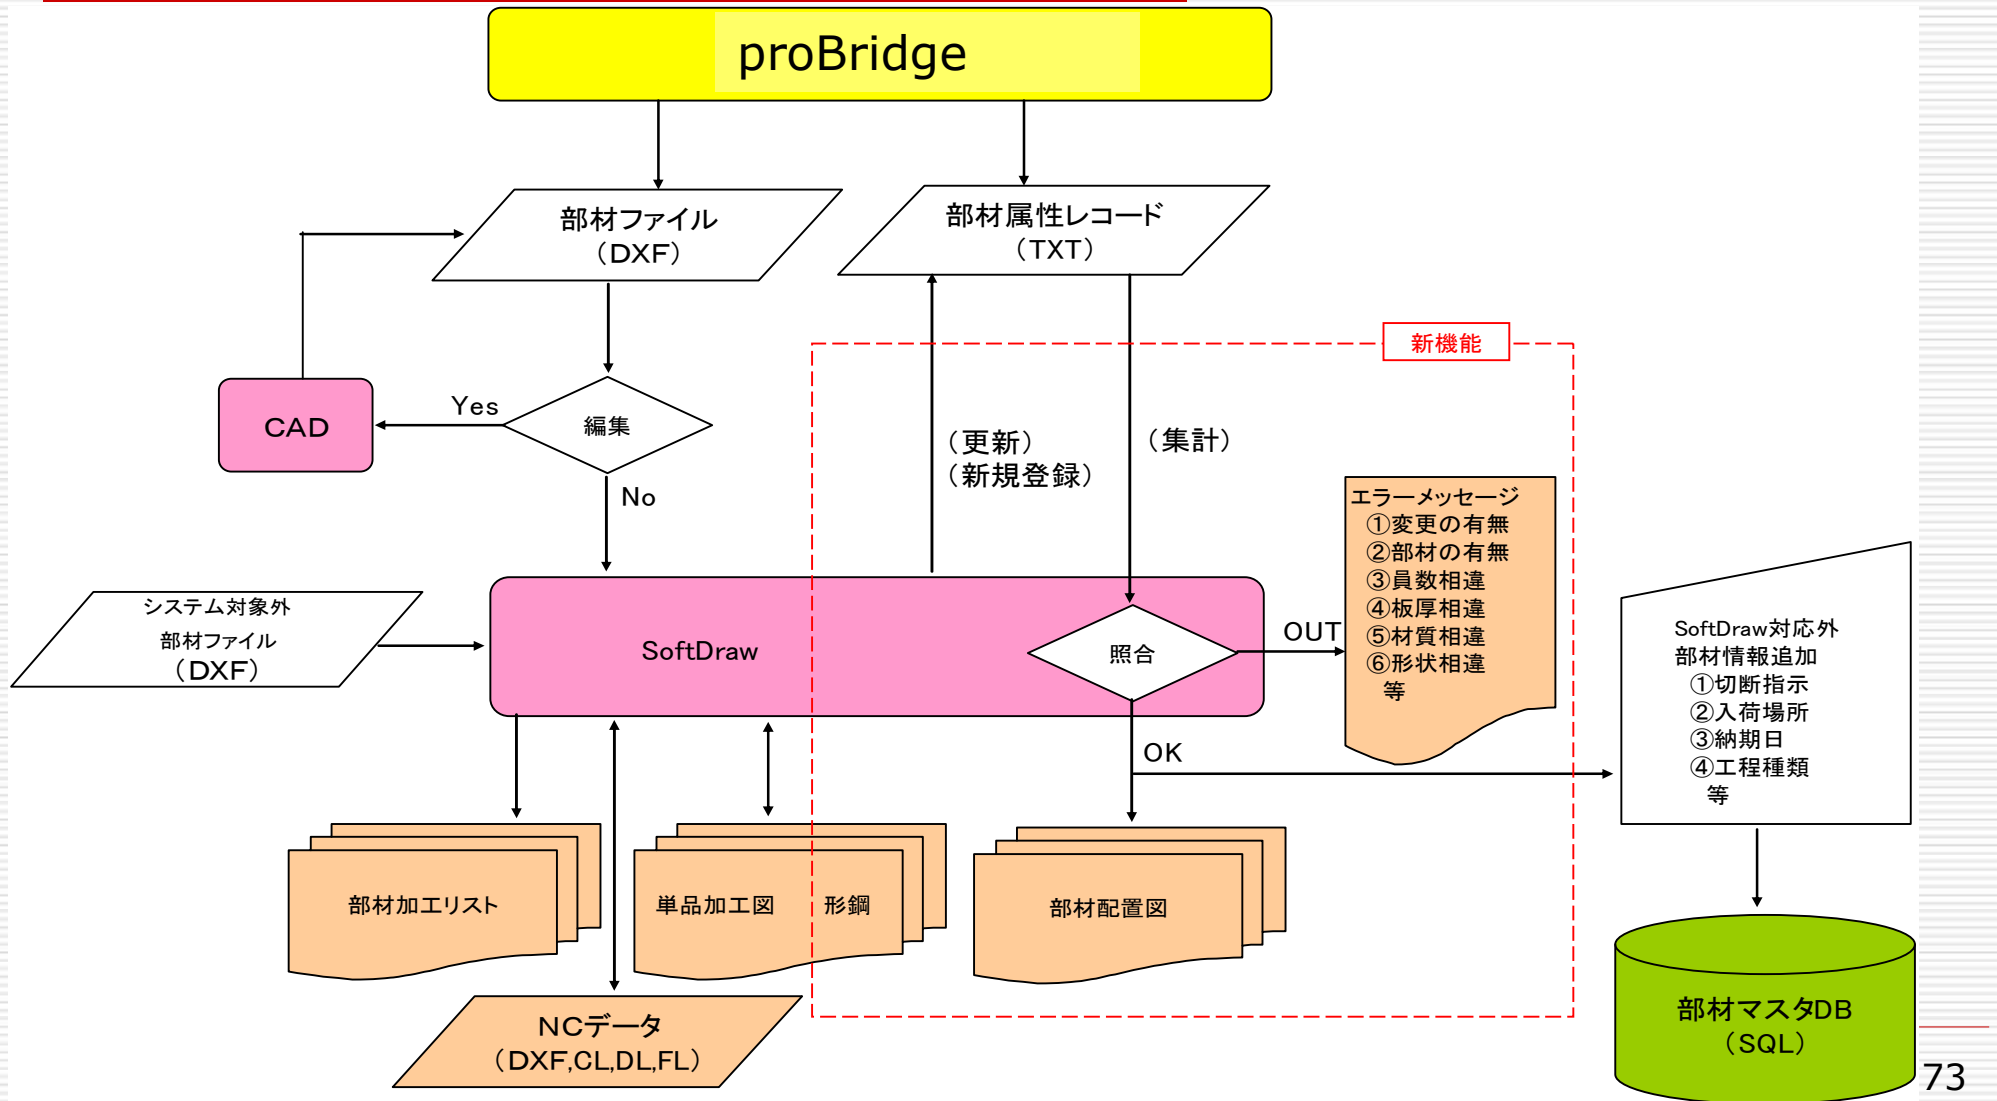 proBridge
部材ファイル
（DXF）
部材属性レコード
（TXT）
新機能
CAD
Yes
編集
No
（更新）
（新規登録）
（集計）
エラーメッセージ
①変更の有無
②部材の有無
③員数相違
④板厚相違
⑤材質相違
⑥形状相違
等
システム対象外
部材ファイル
（DXF）
SoftDraw
照合
OUT
OK
SoftDraw対応外
部材情報追加
①切断指示
②入荷場所
③納期日
④工程種類
等
部材加工リスト
単品加工図　形鋼
部材配置図
NCデータ
（DXF,CL,DL,FL）
部材マスタDB
（SQL）
73